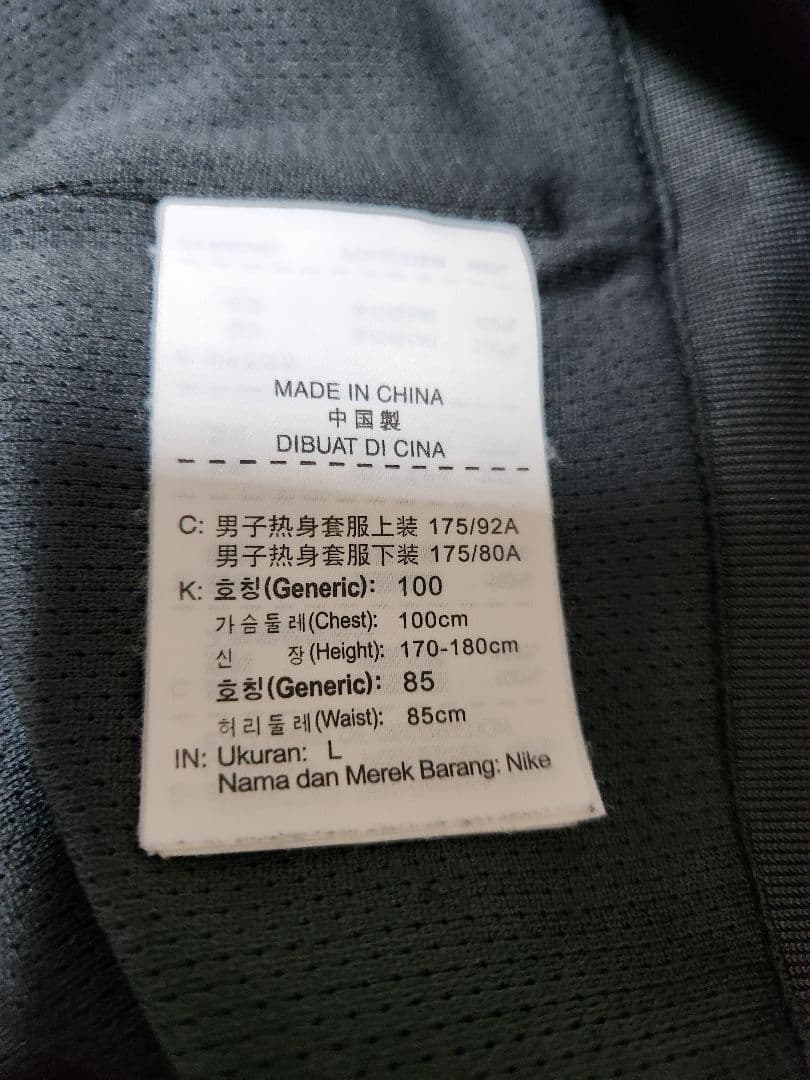 MADE IN CHINA
中国製
DIBUAT DI CINA
C: 男子热身套服上装 175/92A
男子热身套服下装 175/80A
K: 호칭(Generic): 100
가슴둘레(Chest): 100cm
신 장(Height): 170-180cm
호칭(Generic): 85
허리둘레(Waist): 85cm
IN: Ukuran: L
Nama dan Merek Barang: Nike